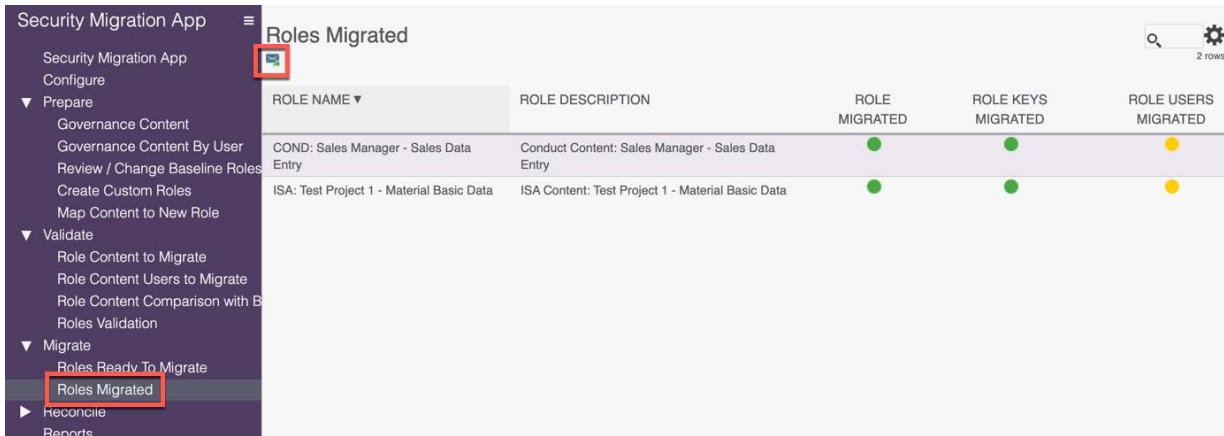 Security Migration App
Security Migration App
Configure
Prepare
Governance Content
Governance Content By User
Review / Change Baseline Roles
Create Custom Roles
Map Content to New Role
Validate
Role Content to Migrate
Role Content Users to Migrate
Role Content Comparison with B
Roles Validation
Migrate
Roles Ready To Migrate
Roles Migrated
Reconcile
Reports
Roles Migrated
2 rows
ROLE NAME ▼
ROLE DESCRIPTION
ROLE
MIGRATED
ROLE KEYS
MIGRATED
ROLE USERS
MIGRATED
COND: Sales Manager - Sales Data
Entry
Conduct Content: Sales Manager - Sales Data
Entry
ISA: Test Project 1 - Material Basic Data
ISA Content: Test Project 1 - Material Basic Data